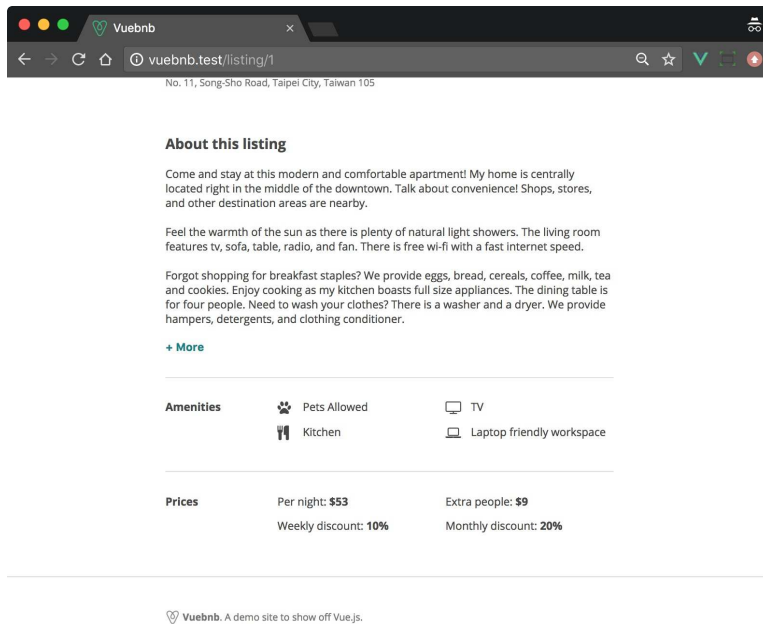 Vuebnb
vuebnb.test/listing/1
No. 11, Song-Sho Road, Taipei City, Taiwan 105
About this listing
Come and stay at this modern and comfortable apartment! My home is centrally
located right in the middle of the downtown. Talk about convenience! Shops, stores,
and other destination areas are nearby.
Feel the warmth of the sun as there is plenty of natural light showers. The living room
features tv, sofa, table, radio, and fan. There is free wi-fi with a fast internet speed.
Forgot shopping for breakfast staples? We provide eggs, bread, cereals, coffee, milk, tea
and cookies. Enjoy cooking as my kitchen boasts full size appliances. The dining table is
for four people. Need to wash your clothes? There is a washer and a dryer. We provide
hampers, detergents, and clothing conditioner.
+ More
Amenities Pets Allowed TV
Kitchen Laptop friendly workspace
Prices Per night: $53 Extra people: $9
Weekly discount: 10% Monthly discount: 20%
Vuebnb. A demo site to show off Vue.js.